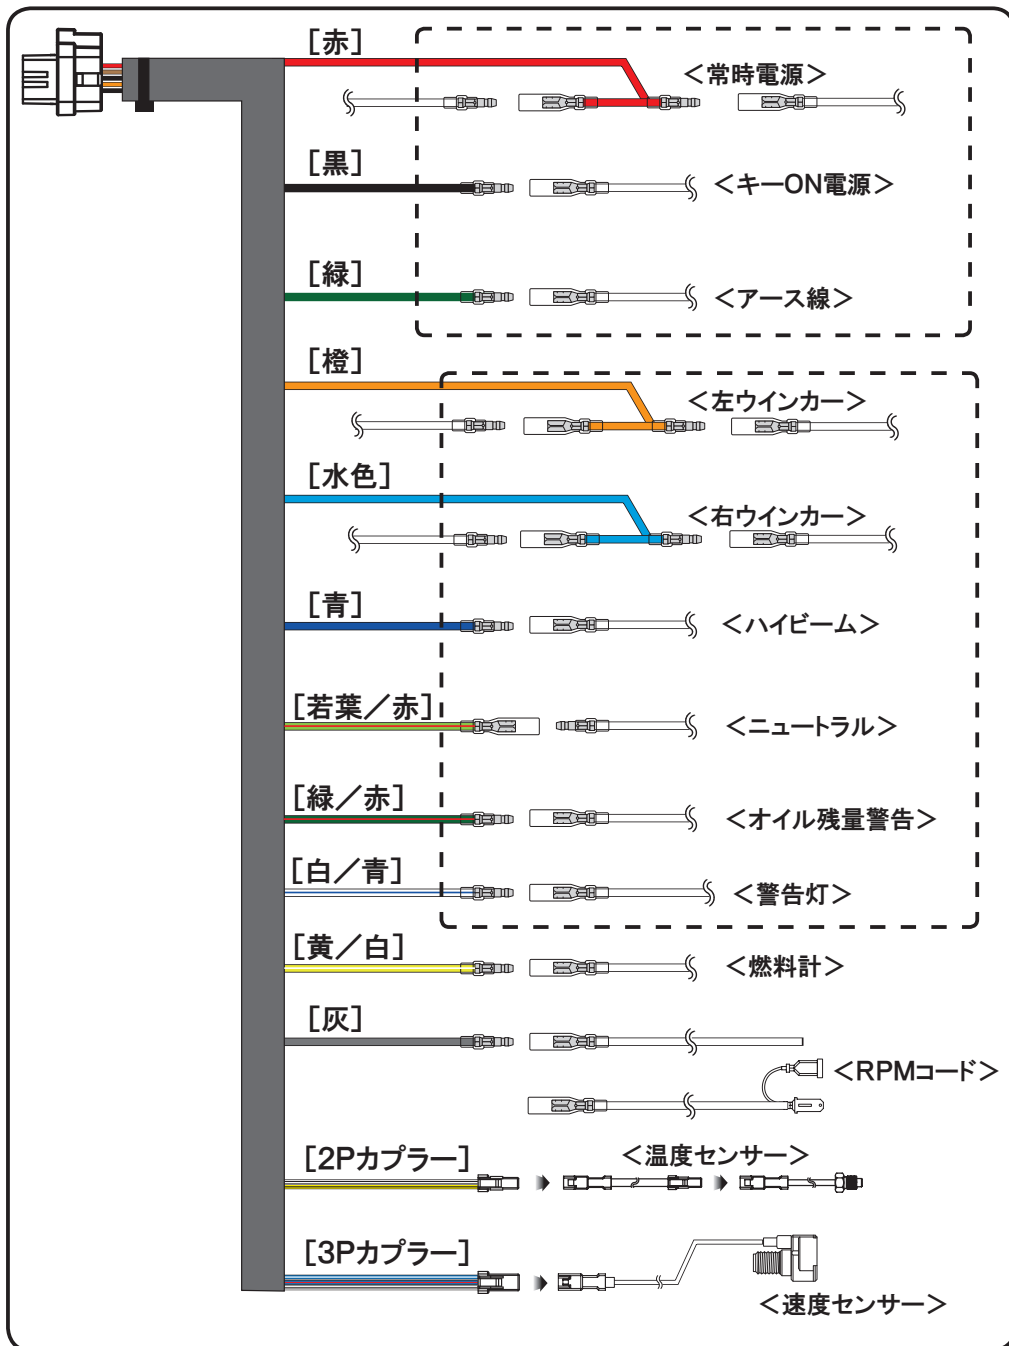 [赤]
<常時電源>
[黒]
<キーON電源>
[緑]
<アース線>
[橙]
<左ウインカー>
[水色]
<右ウインカー>
[青]
<ハイビーム>
[若葉／赤]
<ニュートラル>
[緑／赤]
<オイル残量警告>
[白／青]
<警告灯>
[黄／白]
<燃料計>
[灰]
<RPMコード>
[2Pカプラー]
<温度センサー>
[3Pカプラー]
<速度センサー>